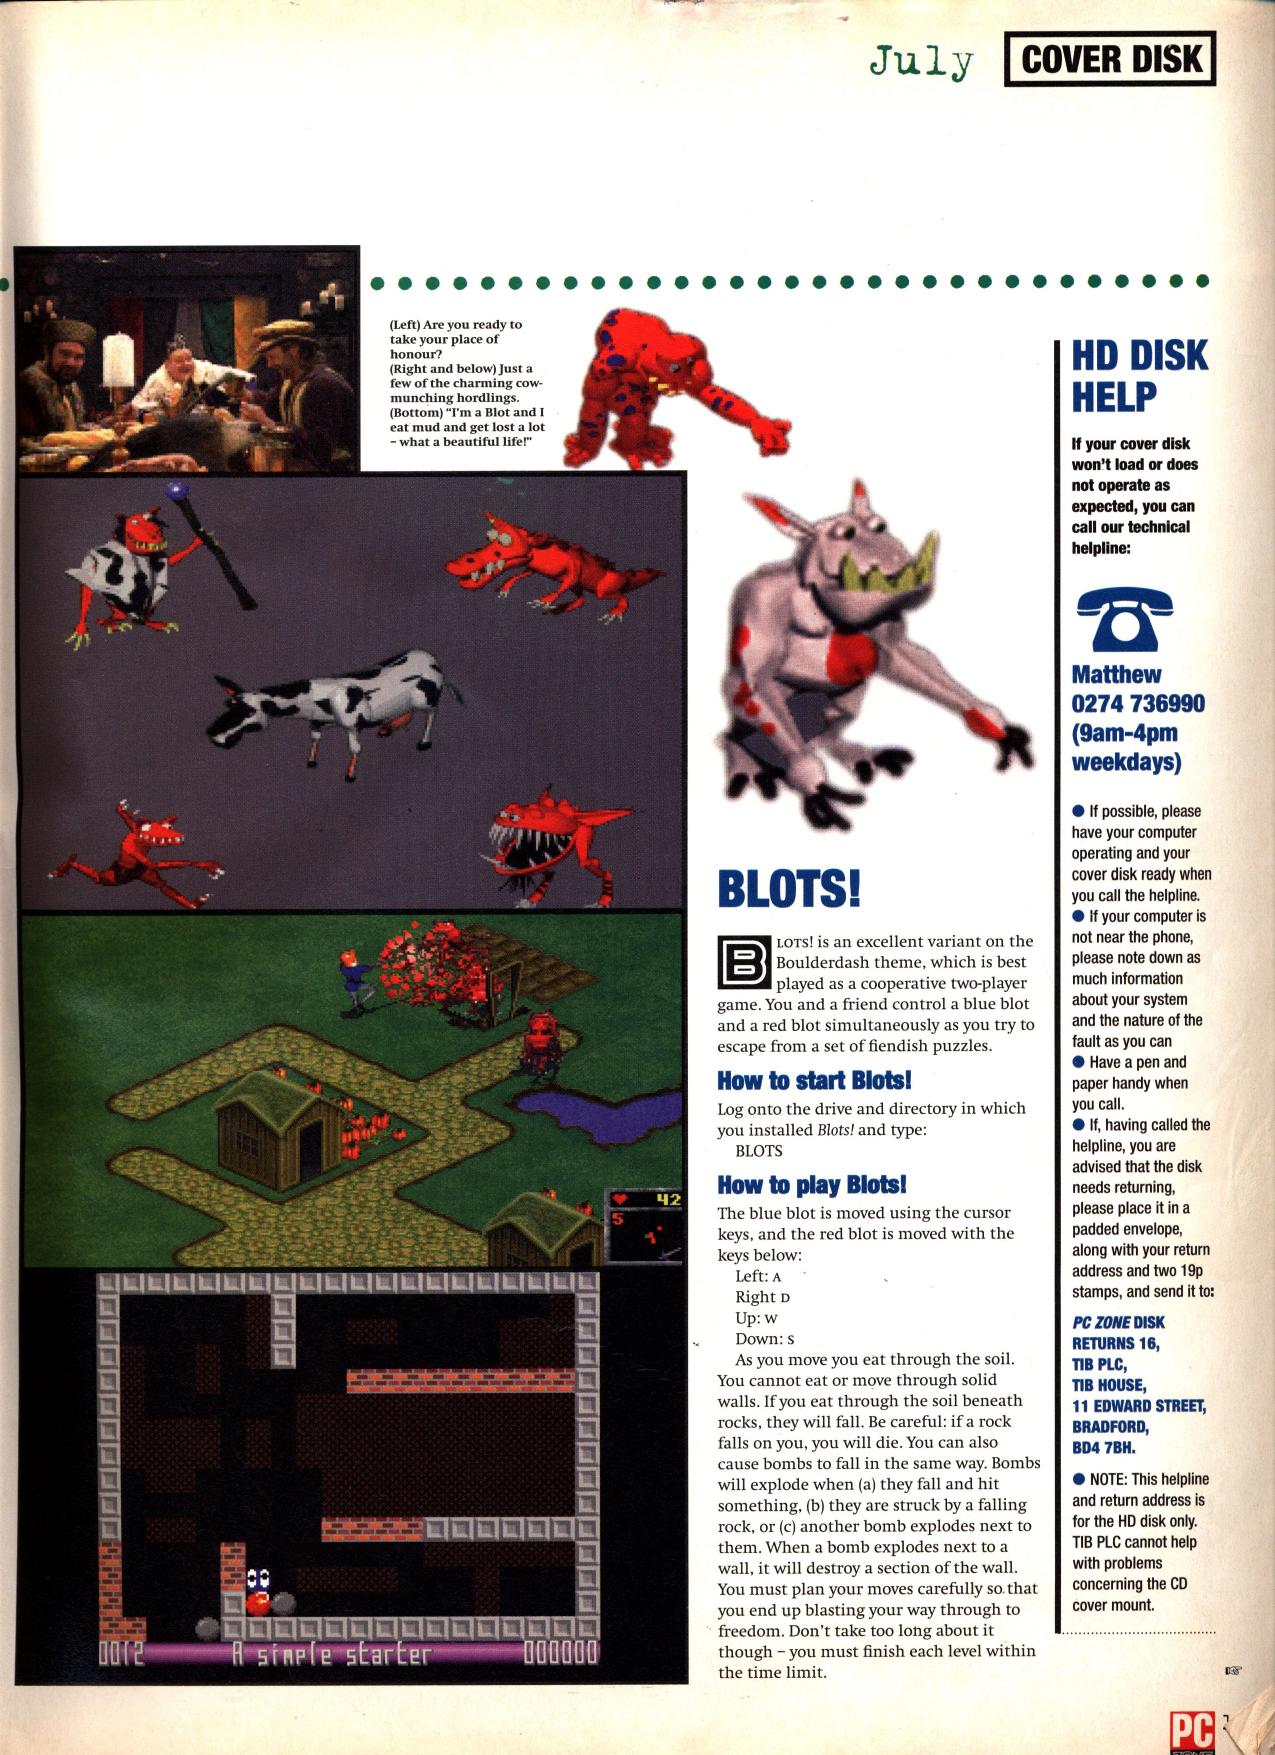 July
COVER DISK
(Left) Are you ready to
take your place of
honour?
(Right and below) Just a
few of the charming cow-
munching hordlings.
(Bottom) "I'm a Blot and I
eat mud and get lost a lot
– what a beautiful life!"
42
5
0012 A simple starter 000000
BLOTS!
BLOTS! is an excellent variant on the
Boulderdash theme, which is best
played as a cooperative two-player
game. You and a friend control a blue blot
and a red blot simultaneously as you try to
escape from a set of fiendish puzzles.
How to start Blots!
Log onto the drive and directory in which
you installed Blots! and type:
BLOTS
How to play Blots!
The blue blot is moved using the cursor
keys, and the red blot is moved with the
keys below:
Left: A
Right D
Up: W
Down: S
As you move you eat through the soil.
You cannot eat or move through solid
walls. If you eat through the soil beneath
rocks, they will fall. Be careful: if a rock
falls on you, you will die. You can also
cause bombs to fall in the same way. Bombs
will explode when (a) they fall and hit
something, (b) they are struck by a falling
rock, or (c) another bomb explodes next to
them. When a bomb explodes next to a
wall, it will destroy a section of the wall.
You must plan your moves carefully so that
you end up blasting your way through to
freedom. Don't take too long about it
though – you must finish each level within
the time limit.
HD DISK
HELP
If your cover disk
won't load or does
not operate as
expected, you can
call our technical
helpline:
Matthew
0274 736990
(9am-4pm
weekdays)
● If possible, please
have your computer
operating and your
cover disk ready when
you call the helpline.
● If your computer is
not near the phone,
please note down as
much information
about your system
and the nature of the
fault as you can
● Have a pen and
paper handy when
you call.
● If, having called the
helpline, you are
advised that the disk
needs returning,
please place it in a
padded envelope,
along with your return
address and two 19p
stamps, and send it to:
PC ZONE DISK
RETURNS 16,
TIB PLC,
TIB HOUSE,
11 EDWARD STREET,
BRADFORD,
BD4 7BH.
● NOTE: This helpline
and return address is
for the HD disk only.
TIB PLC cannot help
with problems
concerning the CD
cover mount.
PC
ZONE